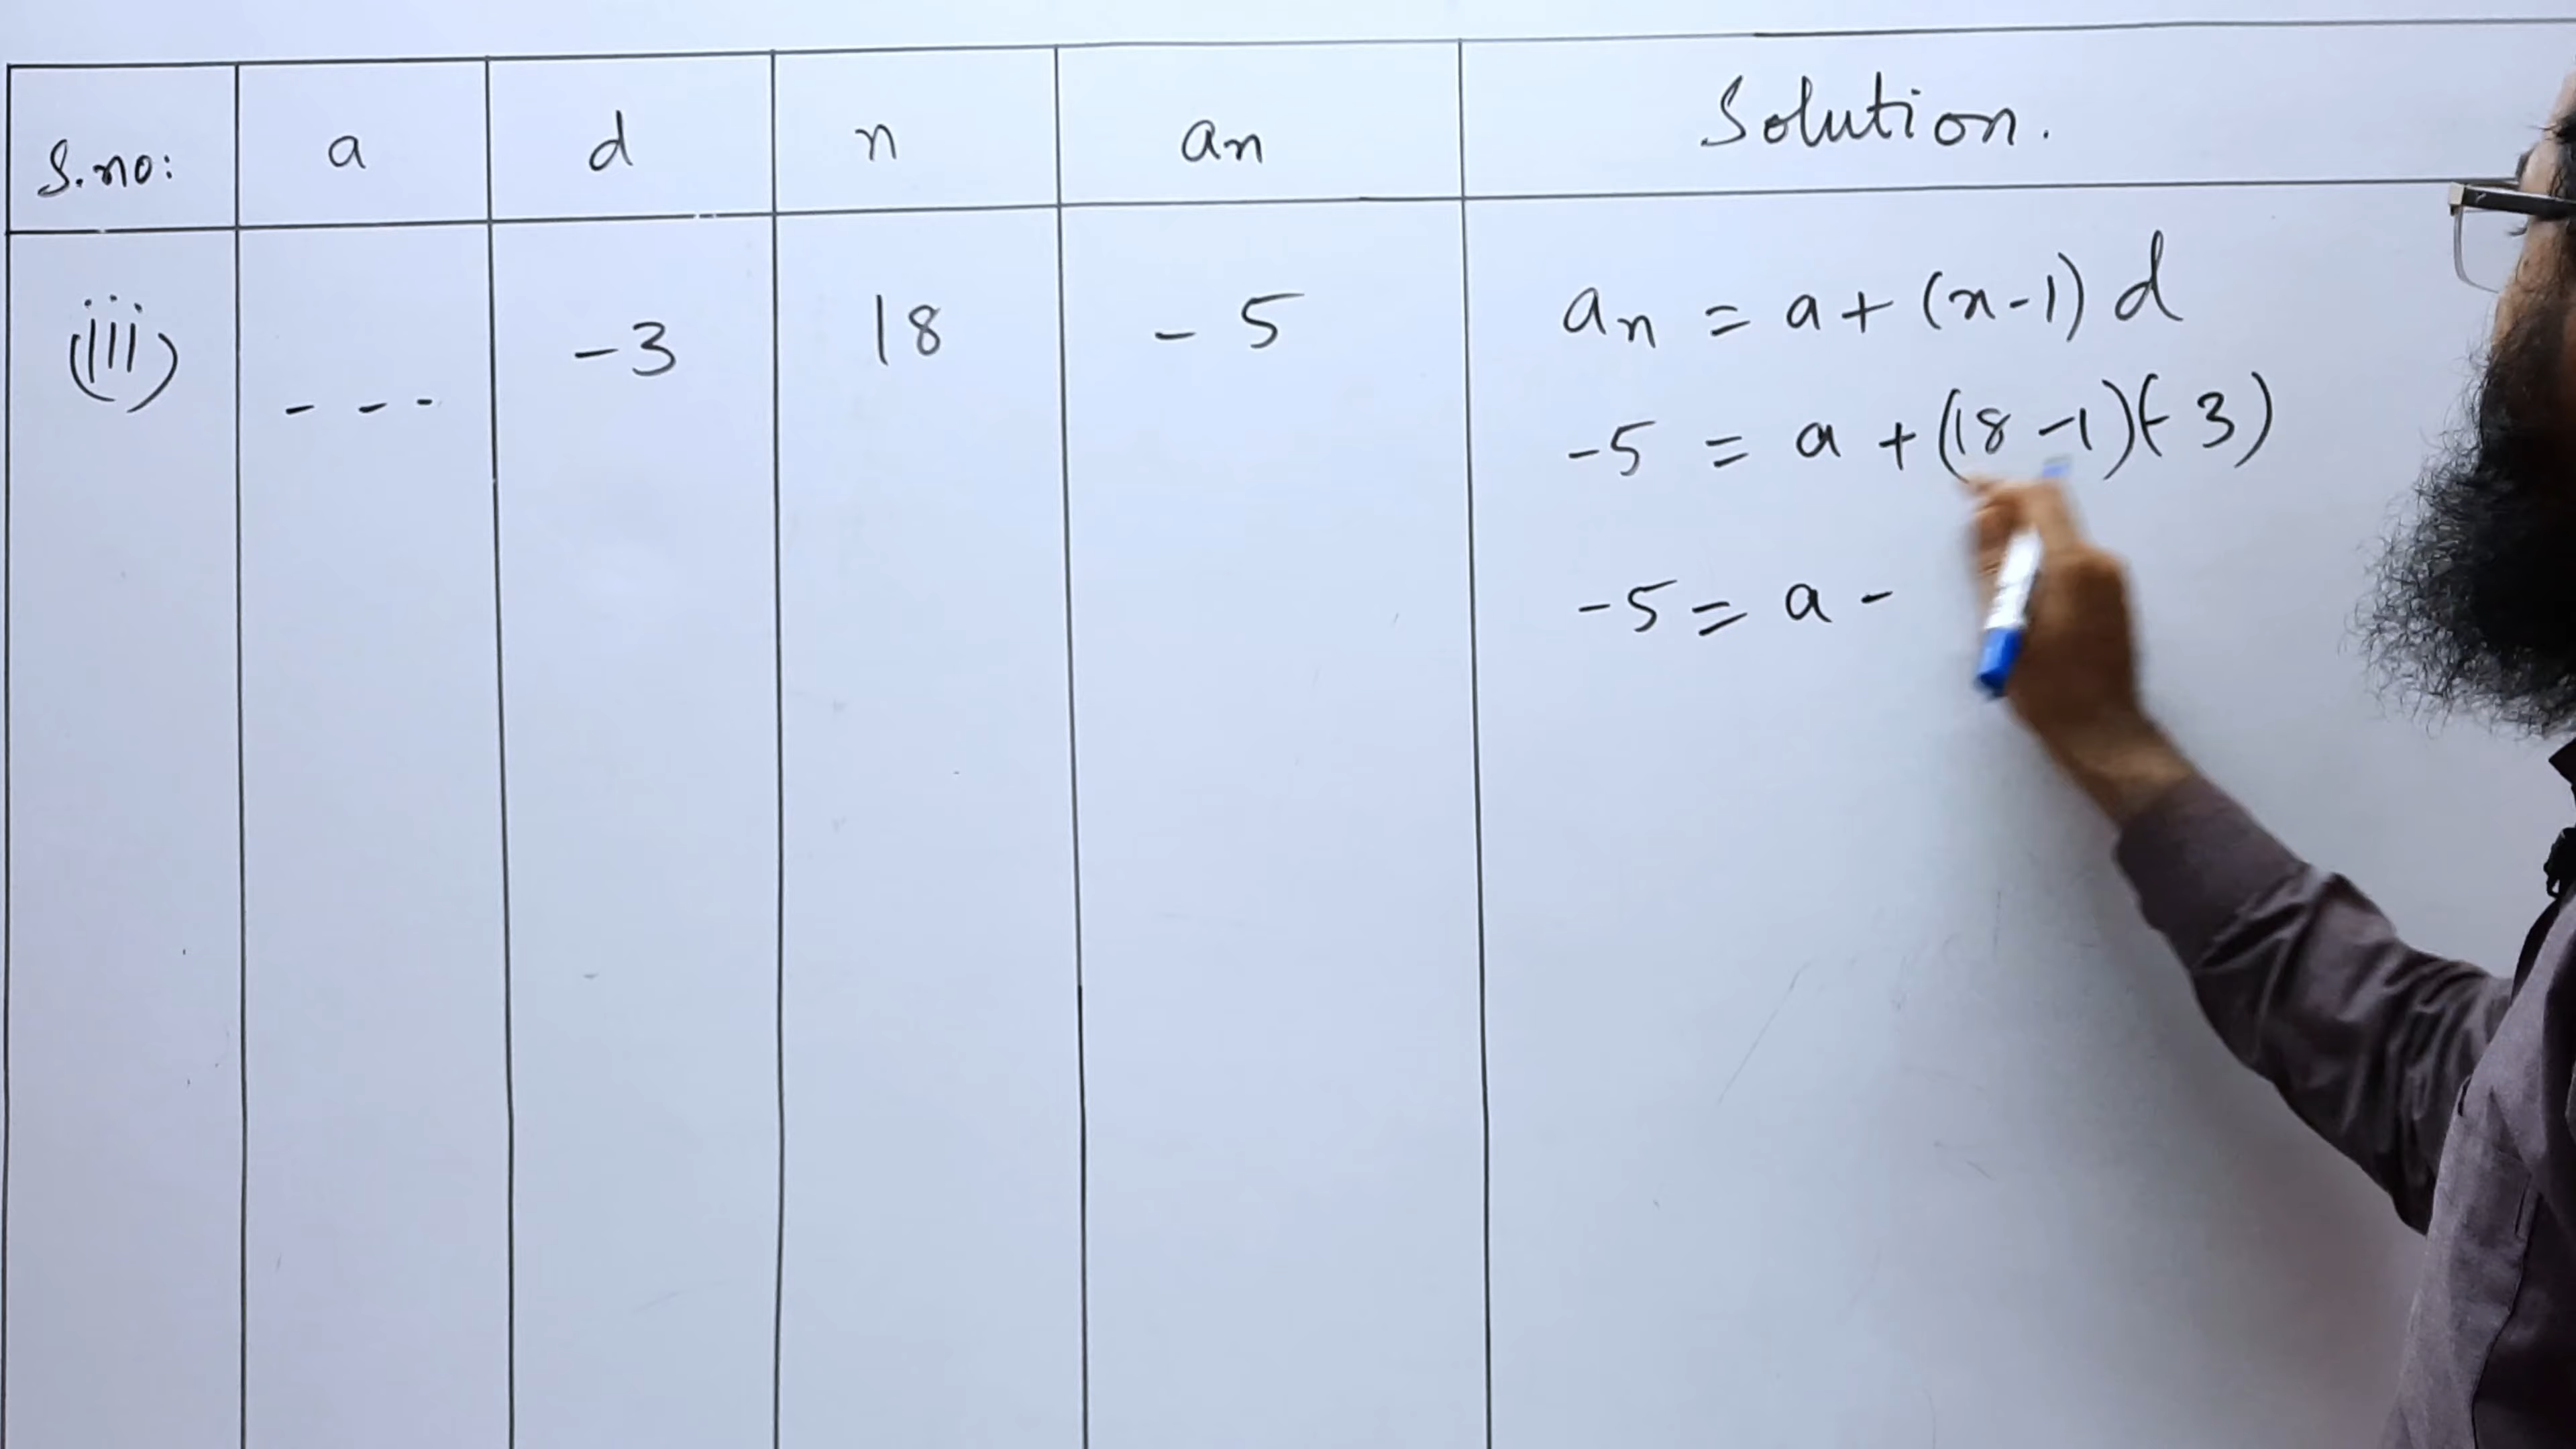 S.no: a d n an Solution.
(iii) - - - -3 18 - 5 an = a + (n-1) d
-5 = a + (18 -1)(- 3)
-5 = a -